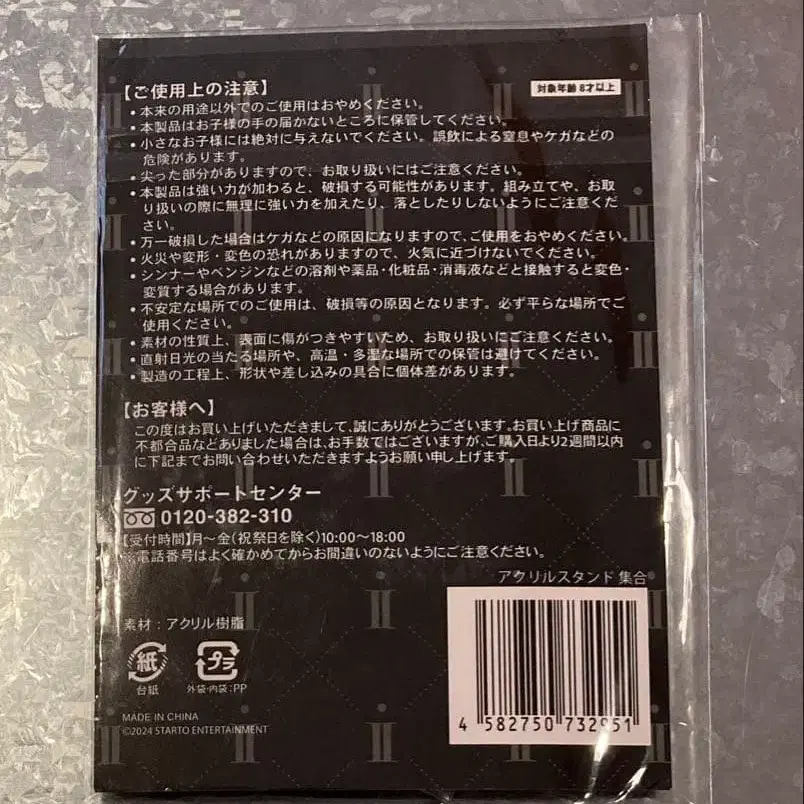 【ご使用上の注意】
対象年齢 8才以上
・本来の用途以外でのご使用はおやめください。
・本製品はお子様の手の届かないところに保管してください。
・小さなお子様には絶対に与えないでください。誤飲による窒息やケガなどの
危険があります。
・尖った部分がありますので、お取り扱いにはご注意ください。
・本製品は強い力が加わると、破損する可能性があります。組み立てや、お取
り扱いの際に無理に強い力を加えたり、落としたりしないようにご注意くだ
さい。
・万一破損した場合はケガなどの原因になりますので、ご使用をおやめください。
・火災や変形・変色の恐れがありますので、火気に近づけないでください。
・シンナーやベンジンなどの溶剤や薬品・化粧品・消毒液などと接触すると変色・
変質する場合があります。
・不安定な場所でのご使用は、破損等の原因となります。必ず平らな場所でご
使用ください。
・素材の性質上、表面に傷がつきやすいため、お取り扱いにご注意ください。
・直射日光の当たる場所や、高温・多湿な場所での保管は避けてください。
・製造の工程上、形状や差し込みの具合に個体差があります。
【お客様へ】
この度はお買い上げいただきまして、誠にありがとうございます。お買い上げ商品に
不都合品などありました場合は、お手数ではございますが、ご購入日より2週間以内
に下記までお問い合わせいただきますようお願い申し上げます。
グッズサポートセンター
0120-382-310
【受付時間】月～金(祝祭日を除く)10:00～18:00
※電話番号はよく確かめてからお間違いのないようにご注意ください。
アクリルスタンド 集合
素材：アクリル樹脂
紙
台紙
プラ
外袋・内袋：PP
MADE IN CHINA
©2024 STARTO ENTERTAINMENT
4 582750 732951